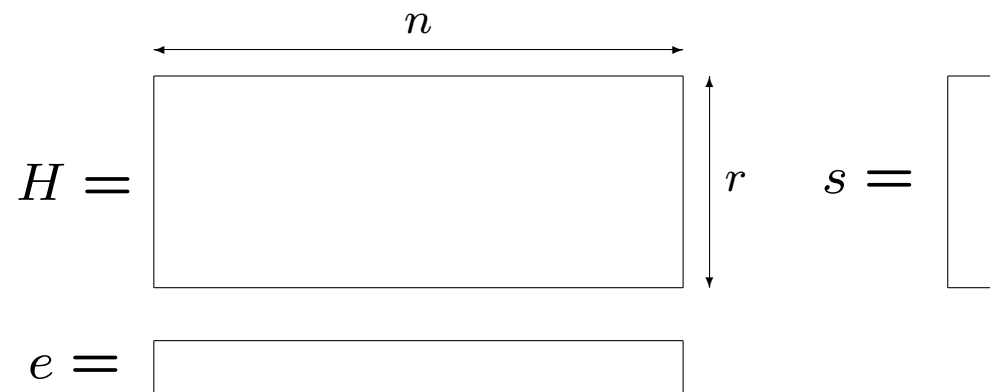 n
H =
r
s =
e =